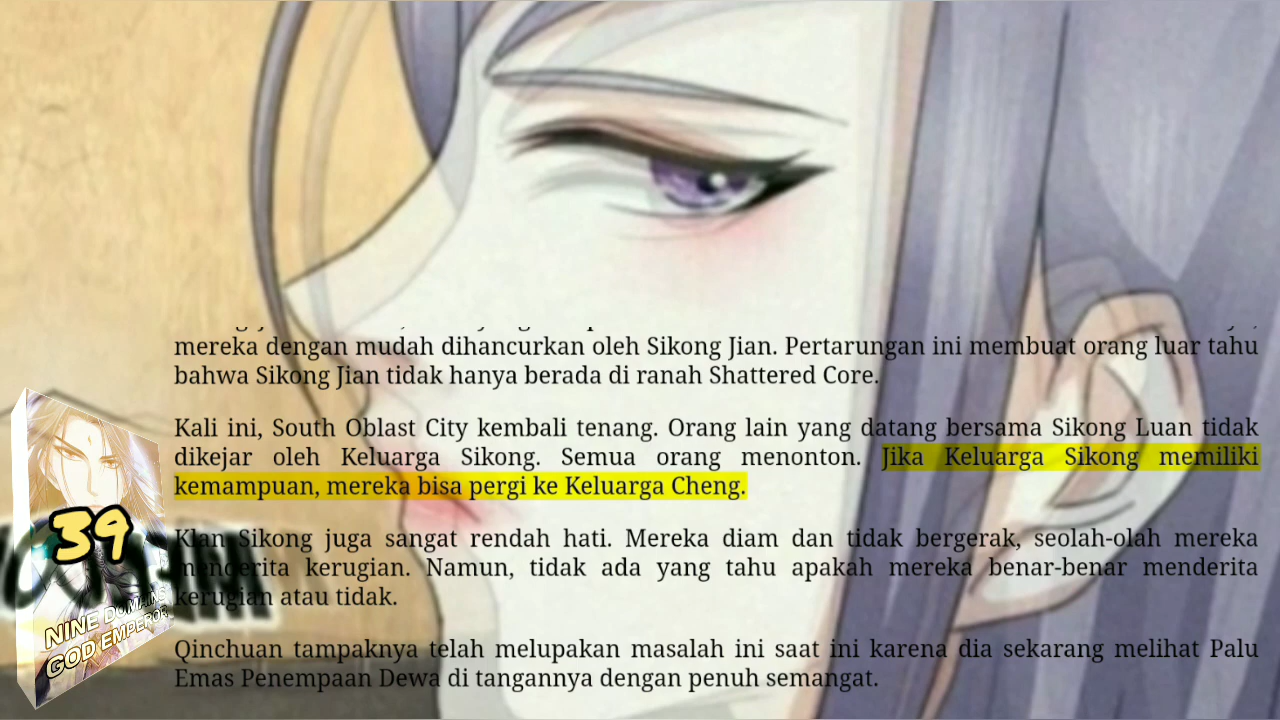 mereka dengan mudah dihancurkan oleh Sikong Jian. Pertarungan ini membuat orang luar tahu
bahwa Sikong Jian tidak hanya berada di ranah Shattered Core.
Kali ini, South Oblast City kembali tenang. Orang lain yang datang bersama Sikong Luan tidak
dikejar oleh Keluarga Sikong. Semua orang menonton. Jika Keluarga Sikong memiliki
kemampuan, mereka bisa pergi ke Keluarga Cheng.
Klan Sikong juga sangat rendah hati. Mereka diam dan tidak bergerak, seolah-olah mereka
menderita kerugian. Namun, tidak ada yang tahu apakah mereka benar-benar menderita
kerugian atau tidak.
Qinchuan tampaknya telah melupakan masalah ini saat ini karena dia sekarang melihat Palu
Emas Penempaan Dewa di tangannya dengan penuh semangat.
39
NINE DOMAINS
GOD EMPEROR